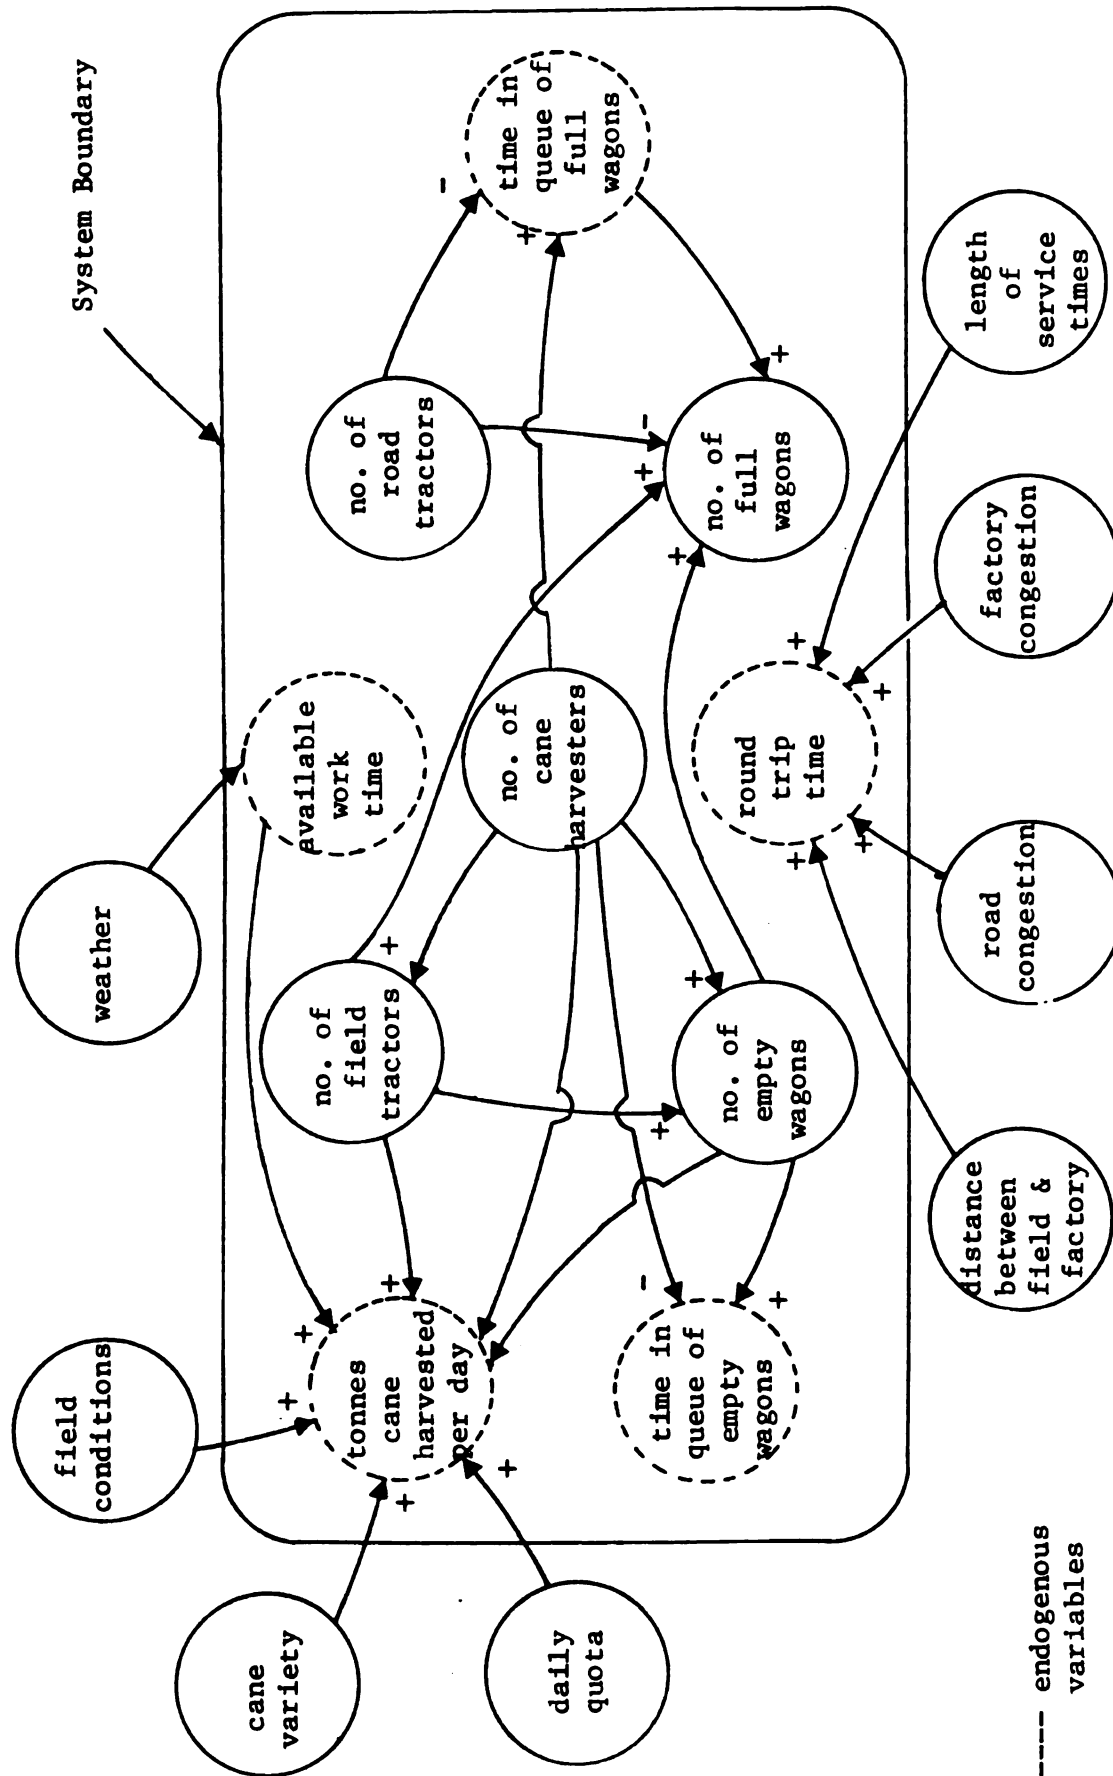 field
conditions
weather
System Boundary
cane
variety
+
+
tonnes
cane
harvested
per day
+
+
+
+
no. of
field
tractors
+
available
work
time
no. of
road
tractors
time in
queue of
full
wagons
-
+
daily
quota
no. of
cane
harvesters
time in
queue of
empty
wagons
-
+
no. of
empty
wagons
+
+
round
trip
time
+
+
+
+
no. of
full
wagons
+
+
-
+
distance
between
field &
factory
road
congestion
factory
congestion
length
of
service
times
---- endogenous
variables